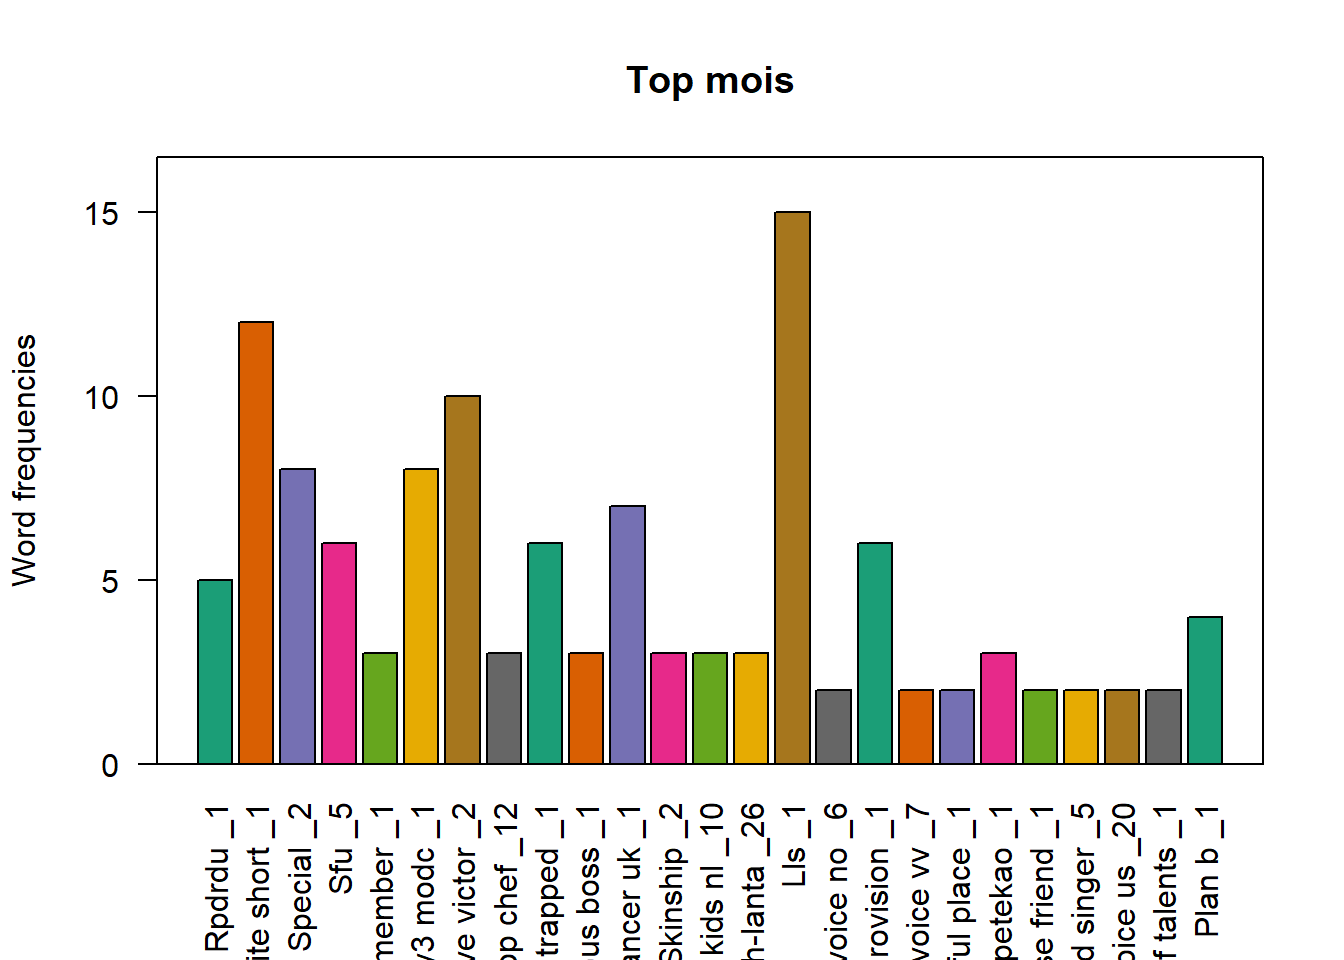 Top mois
Word frequencies
15
10
5
0
Rpdrdu _1
ite short _1
Special _2
Sfu _5
member _1
v3 modc _1
ve victor _2
op chef _12
trapped _1
ous boss _1
ancer uk _1
Skinship _2
kids nl _10
h-lanta _26
Lls _1
voice no _6
rovision _1
voice vv _7
ful place _1
petekao _1
se friend _1
d singer _5
oice us _20
f talents _1
Plan b _1